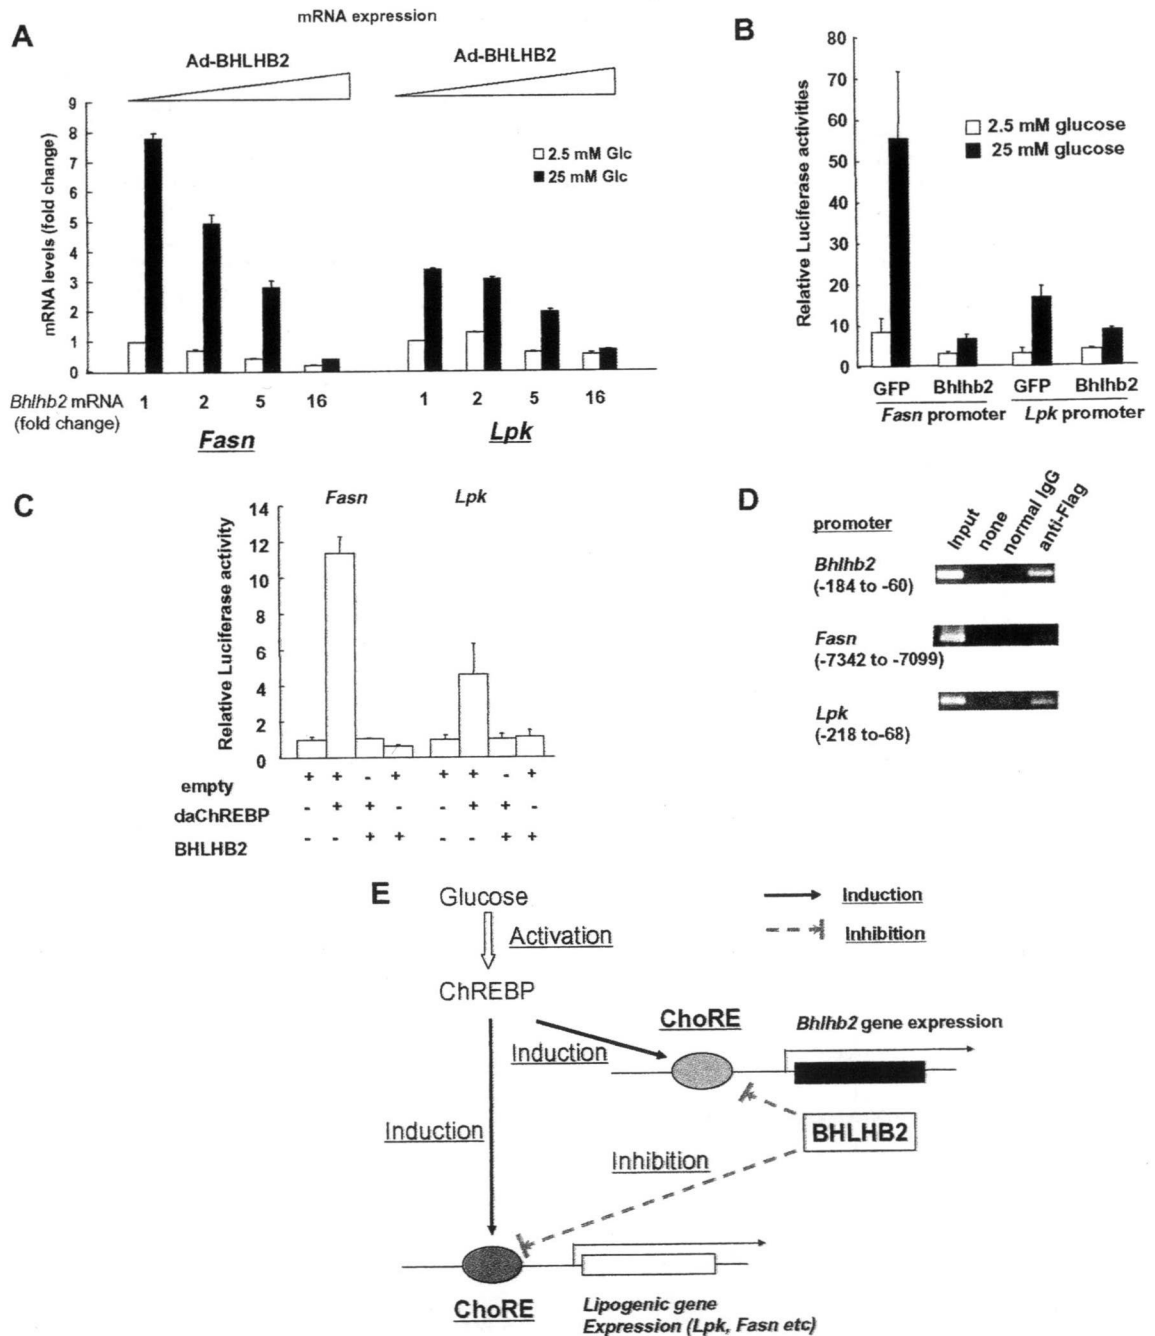 mRNA expression
A
Ad-BHLHB2
Ad-BHLHB2
mRNA levels (fold change)
9
8
7
6
5
4
3
2
1
0
2.5 mM Glc
25 mM Glc
Bhlhb2 mRNA
(fold change)
1 2 5 16
1 2 5 16
Fasn
Lpk
B
Relative Luciferase activities
80
70
60
50
40
30
20
10
0
2.5 mM glucose
25 mM glucose
GFP Bhlhb2 GFP Bhlhb2
Fasn promoter Lpk promoter
C
Fasn Lpk
Relative Luciferase activity
14
12
10
8
6
4
2
0
empty + + - + + + - +
daChREBP - + + - - + + -
BHLHB2 - - + + - - + +
D
promoter
Input
none
normal IgG
anti-Flag
Bhlhb2
(-184 to -60)
Fasn
(-7342 to -7099)
Lpk
(-218 to-68)
E
Glucose
Activation
ChREBP
Induction
Inhibition
Induction
ChoRE
Bhlhb2 gene expression
BHLHB2
Induction
Inhibition
ChoRE
Lipogenic gene
Expression (Lpk, Fasn etc)